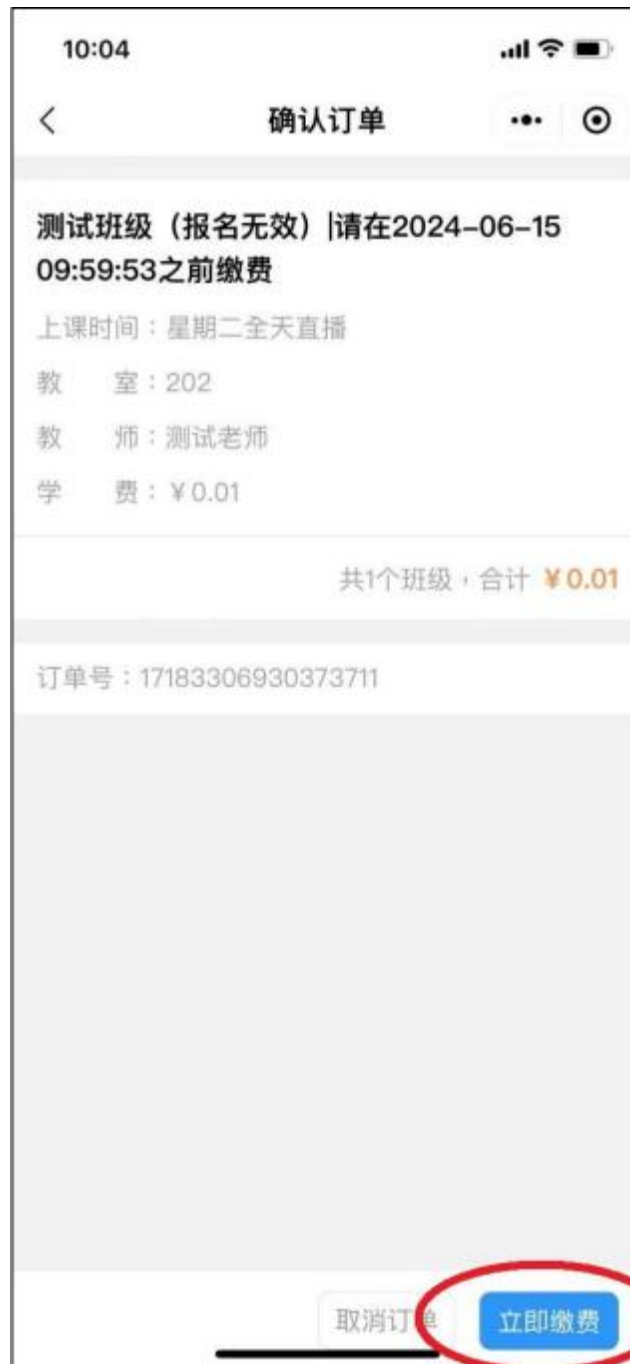 10:04
确认订单
测试班级（报名无效）|请在2024-06-15
09:59:53之前缴费
上课时间：星期二全天直播
教　　室：202
教　　师：测试老师
学　　费：￥0.01
共1个班级，合计 ￥0.01
订单号：17183306930373711
取消订单 立即缴费